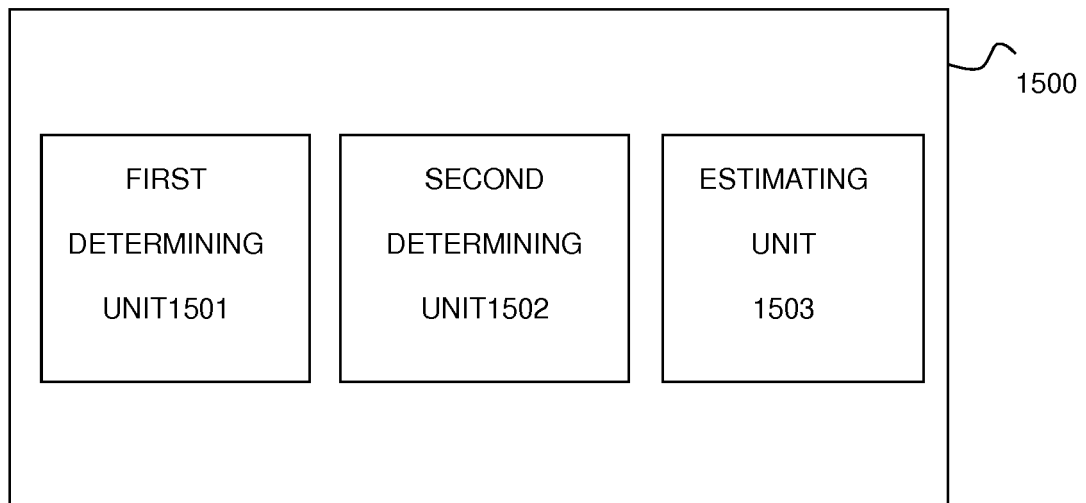 1500
FIRST
DETERMINING
UNIT1501
SECOND
DETERMINING
UNIT1502
ESTIMATING
UNIT
1503